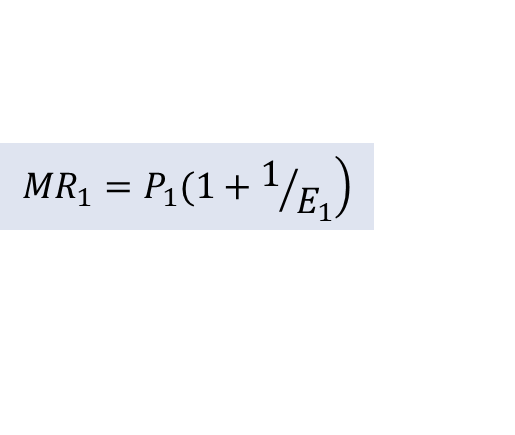 MR₁ = P₁(1 + 1/E₁)